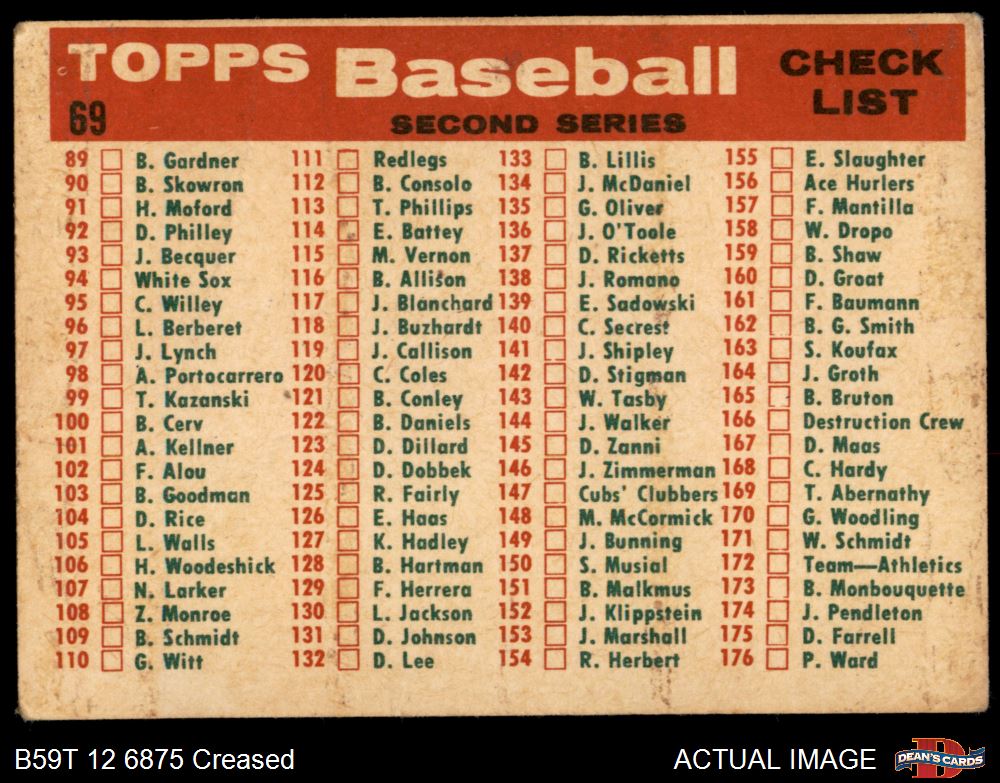 TOPPS Baseball CHECK LIST
69
SECOND SERIES
89 B. Gardner
90 B. Skowron
91 H. Moford
92 D. Philley
93 J. Becquer
94 White Sox
95 C. Willey
96 L. Berberet
97 J. Lynch
98 A. Portocarrero
99 T. Kazanski
100 B. Cerv
101 A. Kellner
102 F. Alou
103 B. Goodman
104 D. Rice
105 L. Walls
106 H. Woodeshick
107 N. Larker
108 Z. Monroe
109 B. Schmidt
110 G. Witt
111 Redlegs
112 B. Consolo
113 T. Phillips
114 E. Battey
115 M. Vernon
116 B. Allison
117 J. Blanchard
118 J. Buzhardt
119 J. Callison
120 C. Coles
121 B. Conley
122 B. Daniels
123 D. Dillard
124 D. Dobbek
125 R. Fairly
126 E. Haas
127 K. Hadley
128 B. Hartman
129 F. Herrera
130 L. Jackson
131 D. Johnson
132 D. Lee
133 B. Lillis
134 J. McDaniel
135 G. Oliver
136 J. O'Toole
137 D. Ricketts
138 J. Romano
139 E. Sadowski
140 C. Secrest
141 J. Shipley
142 D. Stigman
143 W. Tasby
144 J. Walker
145 D. Zanni
146 J. Zimmerman
147 Cubs' Clubbers
148 M. McCormick
149 J. Bunning
150 S. Musial
151 B. Malkmus
152 J. Klippstein
153 J. Marshall
154 R. Herbert
155 E. Slaughter
156 Ace Hurlers
157 F. Mantilla
158 W. Dropo
159 B. Shaw
160 D. Groat
161 F. Baumann
162 B. G. Smith
163 S. Koufax
164 J. Groth
165 B. Bruton
166 Destruction Crew
167 D. Maas
168 C. Hardy
169 T. Abernathy
170 G. Woodling
171 W. Schmidt
172 Team—Athletics
173 B. Monbouquette
174 J. Pendleton
175 D. Farrell
176 P. Ward
B59T 12 6875 Creased
ACTUAL IMAGE
DEAN'S CARDS